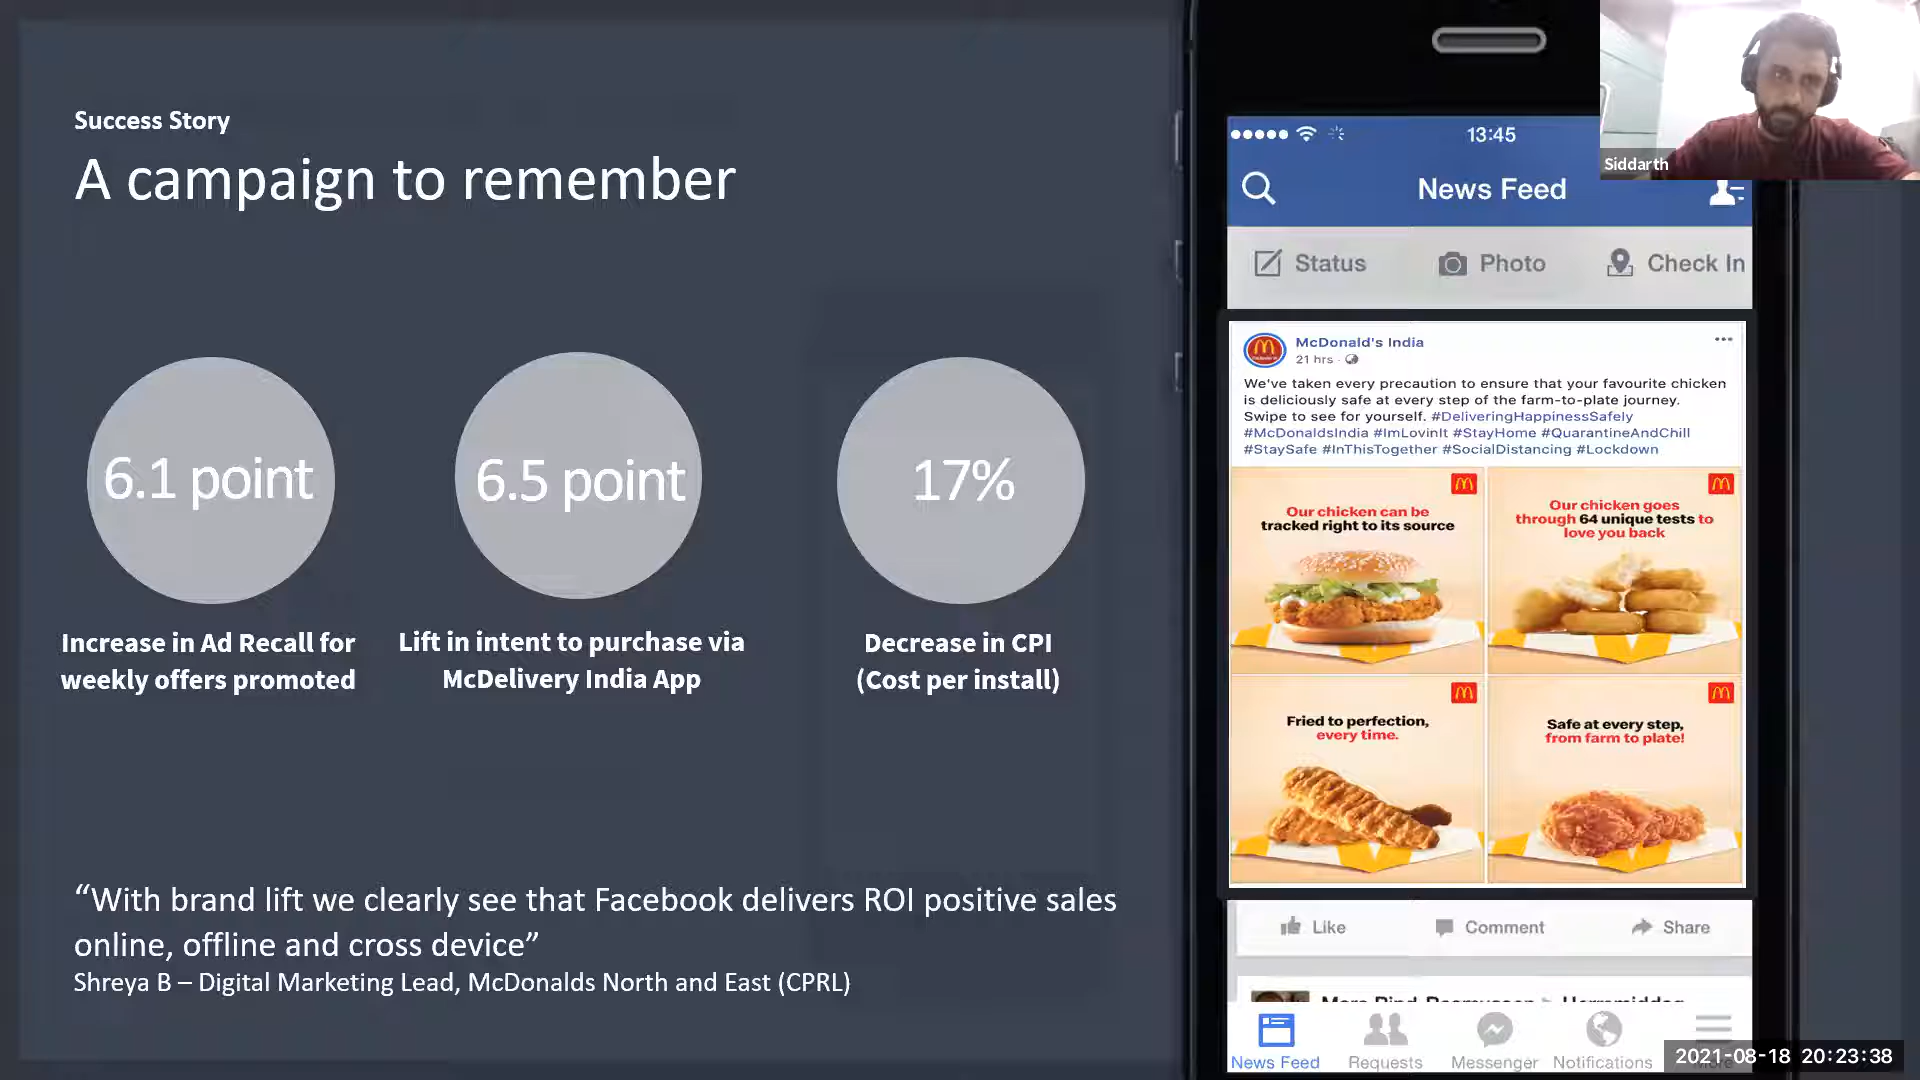 Success Story
A campaign to remember
6.1 point
6.5 point
17%
Increase in Ad Recall for
weekly offers promoted
Lift in intent to purchase via
McDelivery India App
Decrease in CPI
(Cost per install)
“With brand lift we clearly see that Facebook delivers ROI positive sales
online, offline and cross device”
Shreya B – Digital Marketing Lead, McDonalds North and East (CPRL)
13:45
News Feed
Status
Photo
Check In
McDonald's India
21 hrs ·
We've taken every precaution to ensure that your favourite chicken
is deliciously safe at every step of the farm-to-plate journey.
Swipe to see for yourself. #DeliveringHappinessSafely
#McDonaldsIndia #ImLovinIt #StayHome #QuarantineAndChill
#StaySafe #InThisTogether #SocialDistancing #Lockdown
Our chicken can be
tracked right to its source
Our chicken goes
through 64 unique tests to
love you back
Fried to perfection,
every time.
Safe at every step,
from farm to plate!
Like
Comment
Share
News Feed
Requests
Messenger
Notifications
Siddarth
2021-08-18 20:23:38